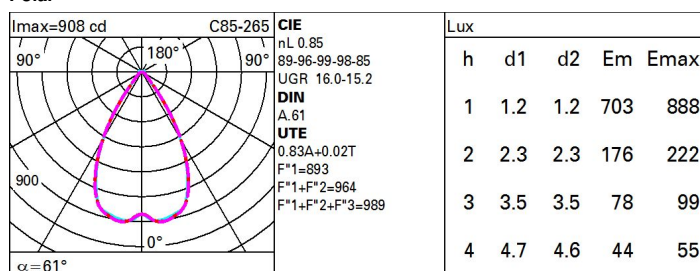 Imax=908 cd C85-265
90° 180° 90°
900
0°
α=61°
CIE
nL 0.85
89-96-99-98-85
UGR 16.0-15.2
DIN
A.61
UTE
0.83A+0.02T
F"1=893
F"1+F"2=964
F"1+F"2+F"3=989
Lux
h d1 d2 Em Emax
1 1.2 1.2 703 888
2 2.3 2.3 176 222
3 3.5 3.5 78 99
4 4.7 4.6 44 55